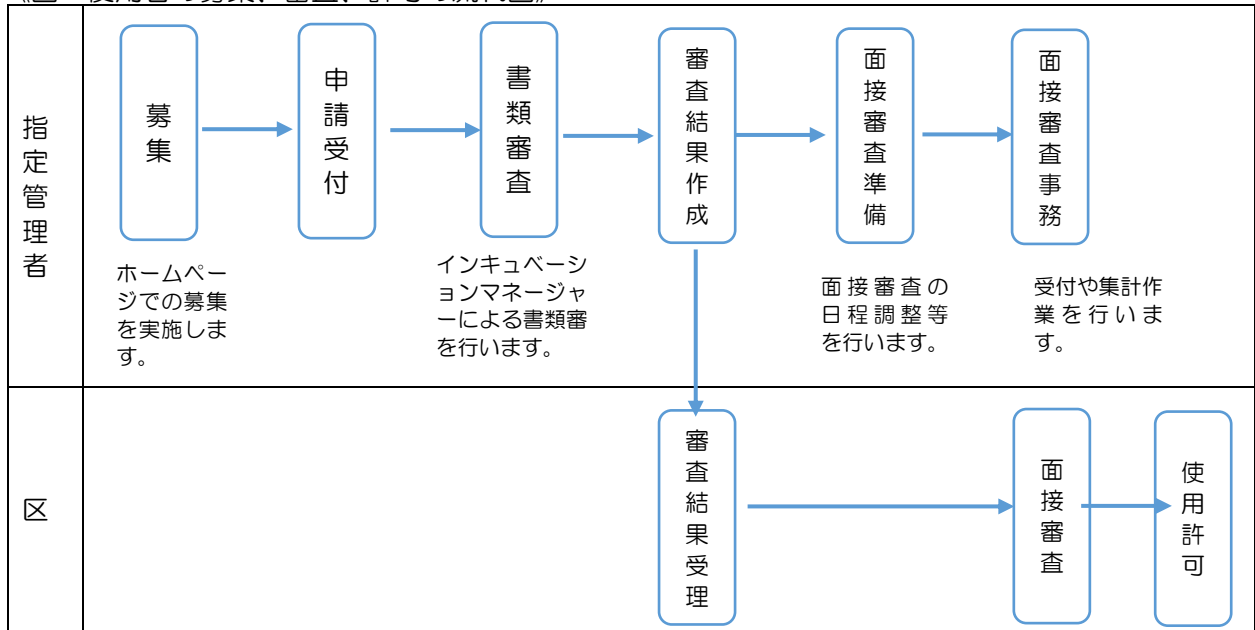 指定管理者
募集
申請受付
書類審査
審査結果作成
面接審査準備
面接審査事務
ホームペー
ジでの募集
を実施しま
す。
インキュベーシ
ョンマネージャ
ーによる書類審
を行います。
面接審査の
日程調整等
を行います。
受付や集計作
業を行いま
す。
区
審査結果受理
面接審査
使用許可